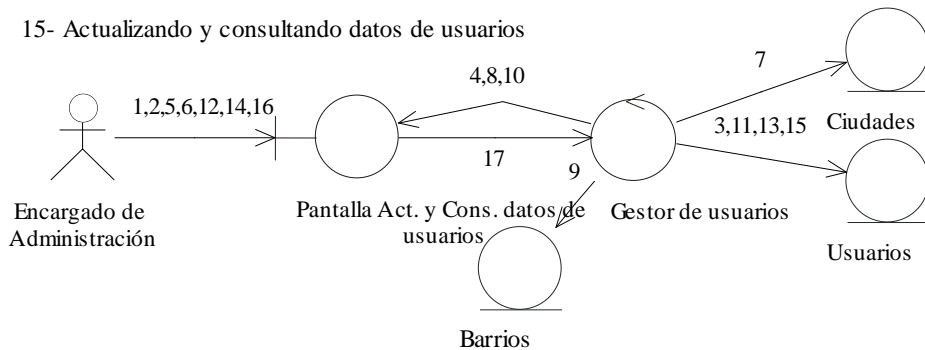 15- Actualizando y consultando datos de usuarios
4,8,10
7
1,2,5,6,12,14,16
3,11,13,15
Ciudades
17
9
Encargado de
Administración
Pantalla Act. y Cons. datos de
usuarios
Gestor de usuarios
Usuarios
Barrios